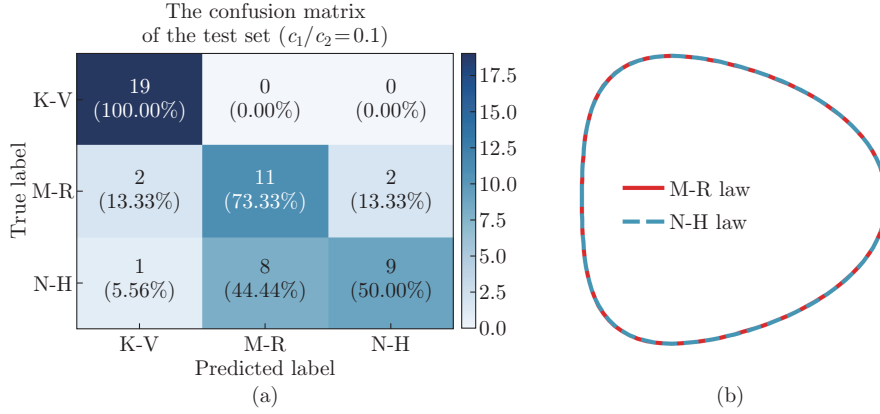 The confusion matrix
of the test set (c₁/c₂=0.1)
True label
K-V
M-R
N-H
19
(100.00%)
0
(0.00%)
0
(0.00%)
2
(13.33%)
11
(73.33%)
2
(13.33%)
1
(5.56%)
8
(44.44%)
9
(50.00%)
K-V
M-R
N-H
Predicted label
17.5
15.0
12.5
10.0
7.5
5.0
2.5
0.0
(a)
M-R law
N-H law
(b)